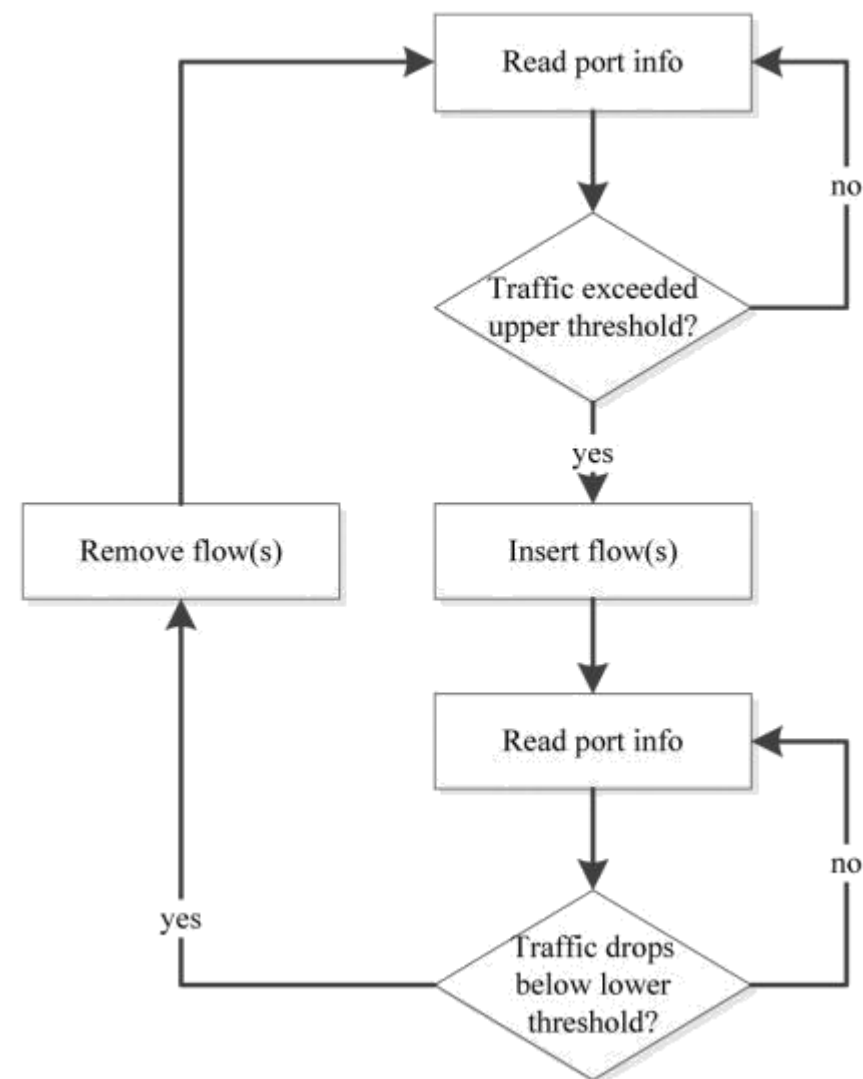 Read port info
no
Traffic exceeded
upper threshold?
yes
Remove flow(s)
Insert flow(s)
Read port info
no
yes
Traffic drops
below lower
threshold?